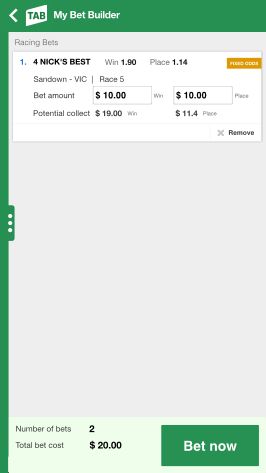 TAB My Bet Builder
Racing Bets
1. 4 NICK'S BEST Win 1.90 Place 1.14 FIXED ODDS
Sandown - VIC | Race 5
Bet amount $ 10.00 Win $ 10.00 Place
Potential collect $ 19.00 Win $ 11.4 Place
Remove
Number of bets 2
Total bet cost $ 20.00
Bet now